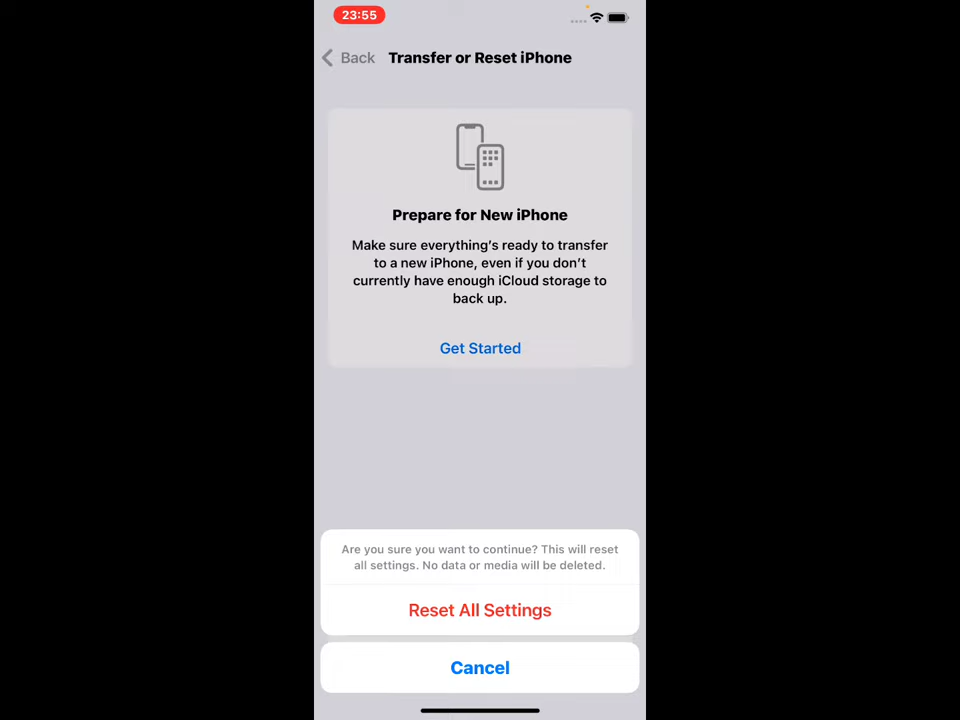 23:55
Back Transfer or Reset iPhone
Prepare for New iPhone
Make sure everything's ready to transfer
to a new iPhone, even if you don't
currently have enough iCloud storage to
back up.
Get Started
Are you sure you want to continue? This will reset
all settings. No data or media will be deleted.
Reset All Settings
Cancel